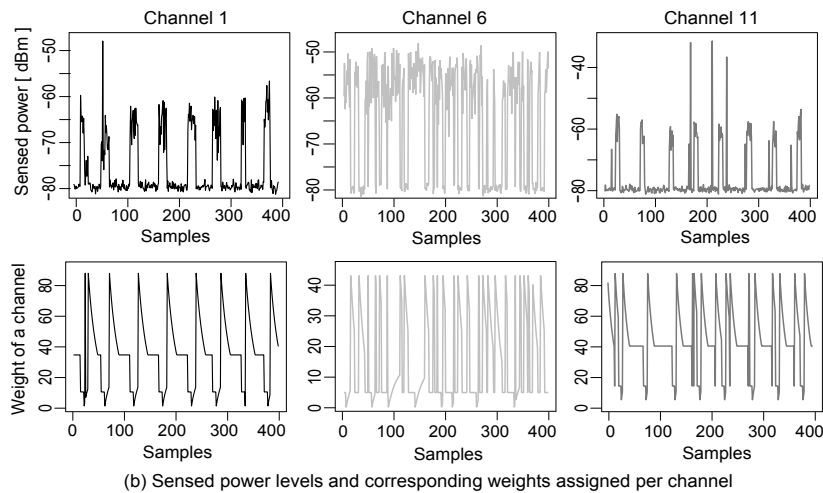 Channel 1 Channel 6 Channel 11
Sensed power [ dBm]
-50
-60
-70
-80
0 100 200 300 400
Samples
-50
-60
-70
-80
0 100 200 300 400
Samples
-40
-60
-80
0 100 200 300 400
Samples
Weight of a channel
80
60
40
20
0
0 100 200 300 400
Samples
40
30
20
10
0
0 100 200 300 400
Samples
80
60
40
20
0
0 100 200 300 400
Samples
(b) Sensed power levels and corresponding weights assigned per channel